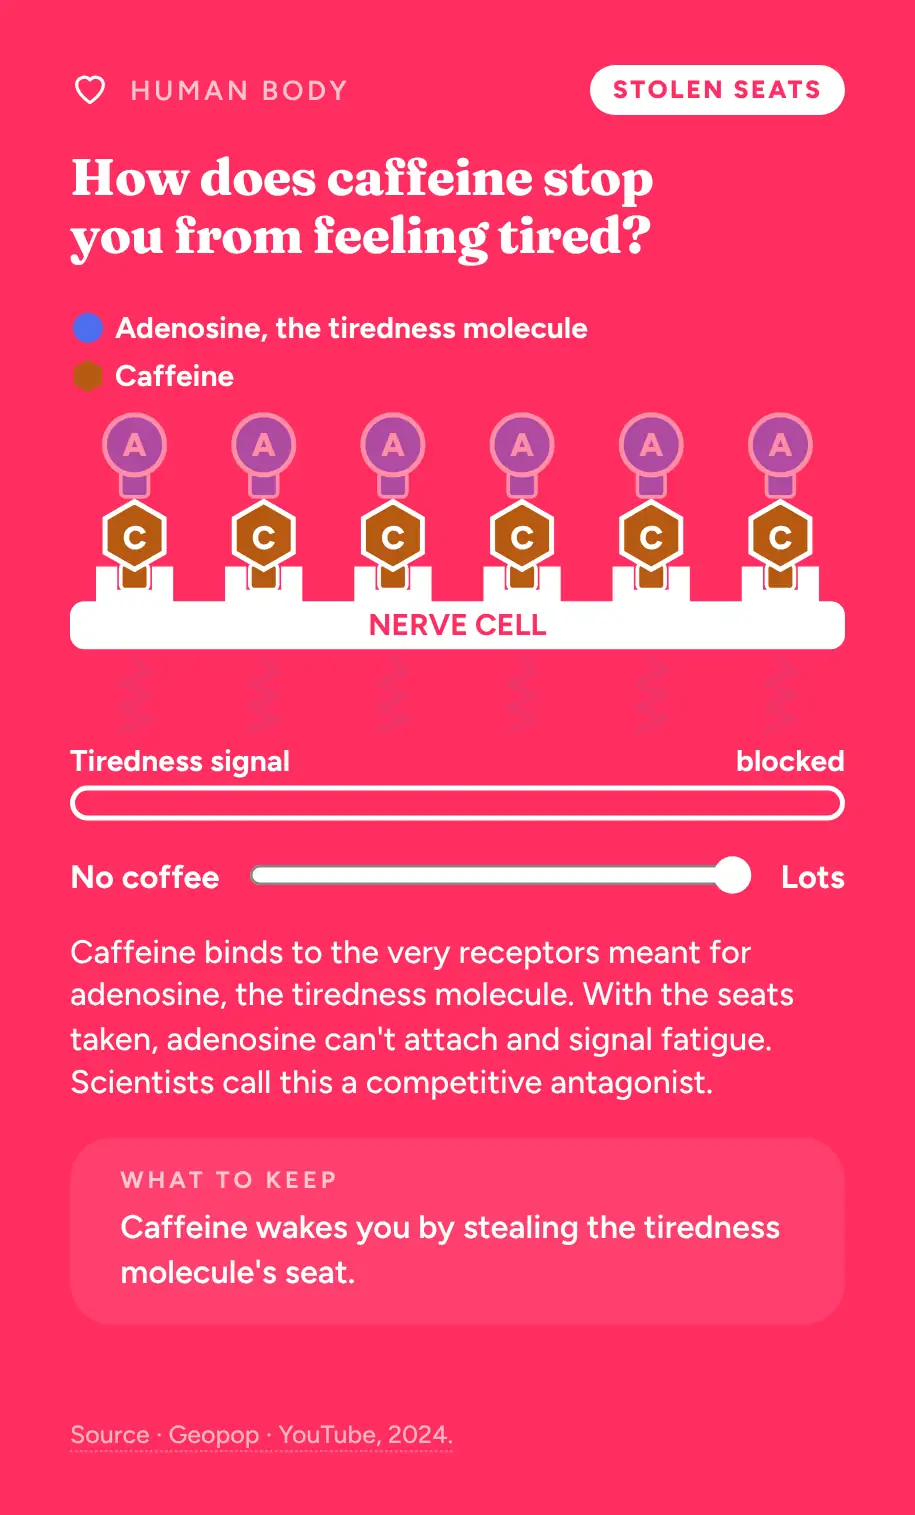 HUMAN BODY
STOLEN SEATS
How does caffeine stop
you from feeling tired?
Adenosine, the tiredness molecule
Caffeine
A A A A A A
C C C C C C
NERVE CELL
Tiredness signal
blocked
No coffee
Lots
Caffeine binds to the very receptors meant for
adenosine, the tiredness molecule. With the seats
taken, adenosine can't attach and signal fatigue.
Scientists call this a competitive antagonist.
WHAT TO KEEP
Caffeine wakes you by stealing the tiredness
molecule's seat.
Source · Geopop · YouTube, 2024.